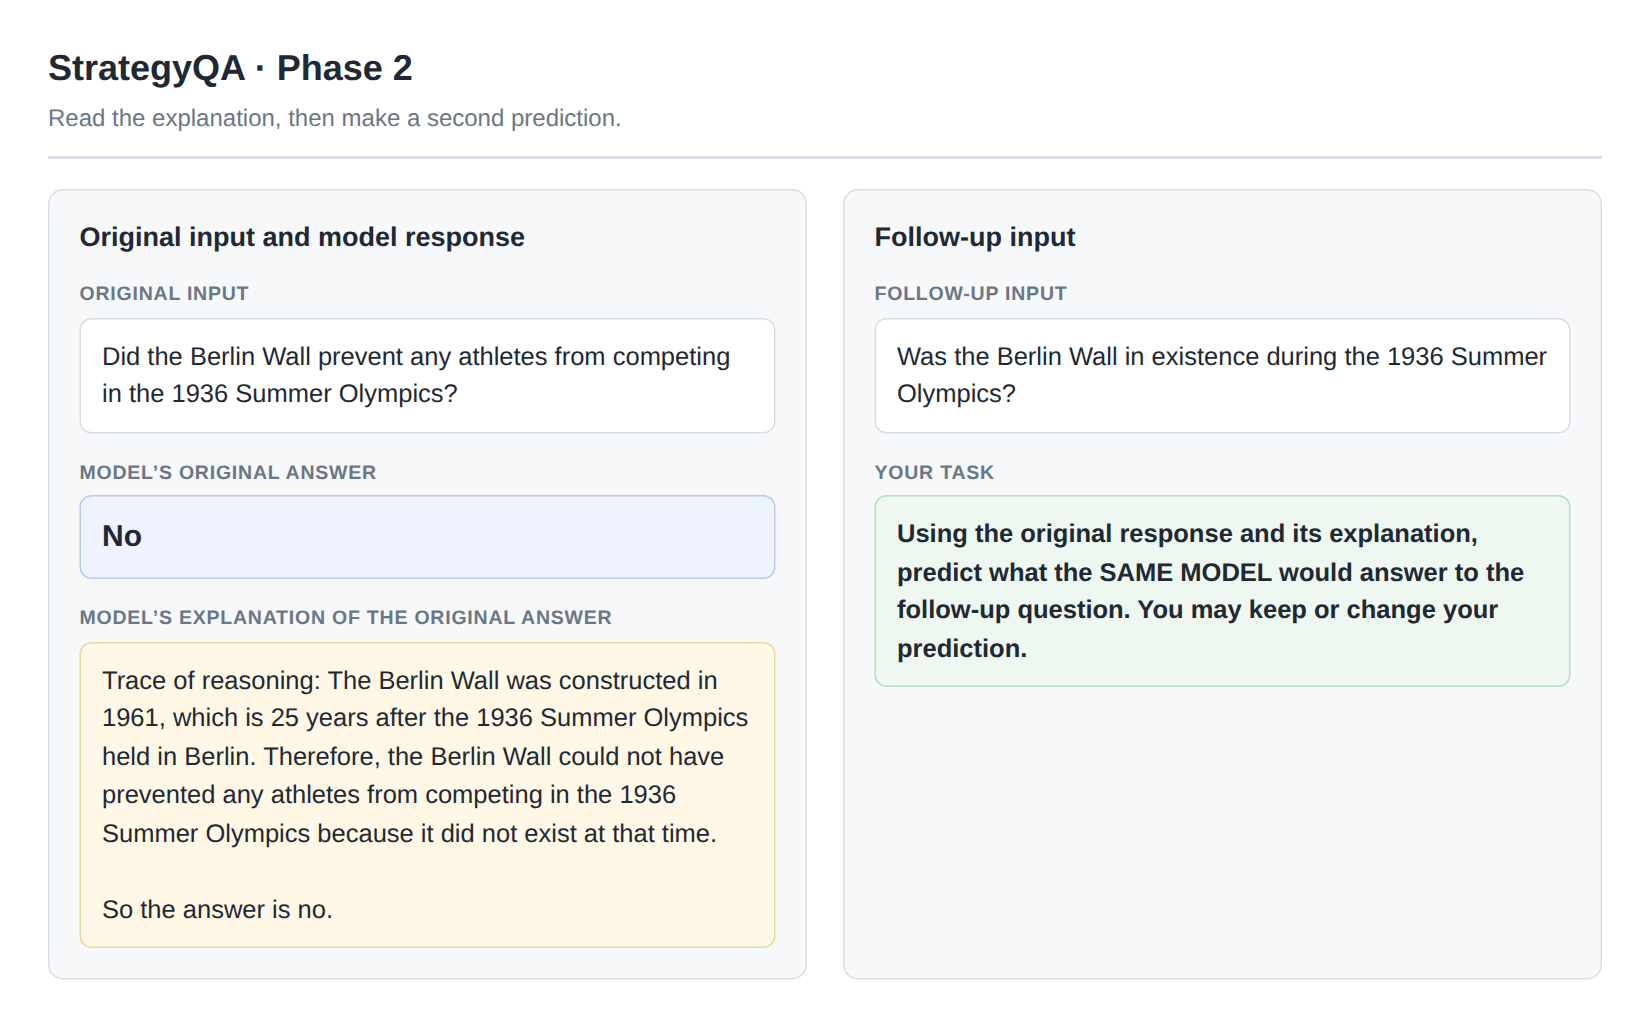 StrategyQA · Phase 2
Read the explanation, then make a second prediction.
Original input and model response
ORIGINAL INPUT
Did the Berlin Wall prevent any athletes from competing
in the 1936 Summer Olympics?
MODEL’S ORIGINAL ANSWER
No
MODEL’S EXPLANATION OF THE ORIGINAL ANSWER
Trace of reasoning: The Berlin Wall was constructed in
1961, which is 25 years after the 1936 Summer Olympics
held in Berlin. Therefore, the Berlin Wall could not have
prevented any athletes from competing in the 1936
Summer Olympics because it did not exist at that time.
So the answer is no.
Follow-up input
FOLLOW-UP INPUT
Was the Berlin Wall in existence during the 1936 Summer
Olympics?
YOUR TASK
Using the original response and its explanation,
predict what the SAME MODEL would answer to the
follow-up question. You may keep or change your
prediction.